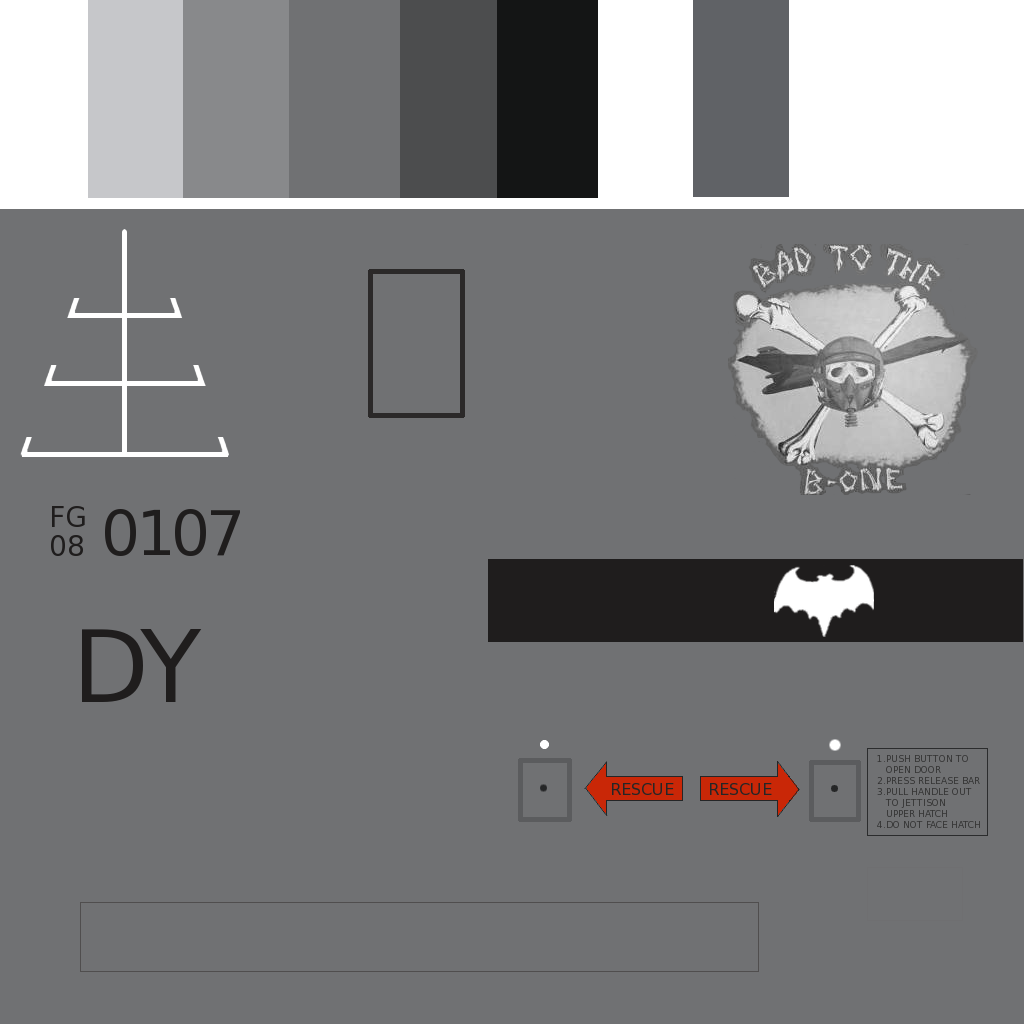 BAD TO THE
B-ONE
FG
08 0107
DY
RESCUE RESCUE
1.PUSH BUTTON TO
OPEN DOOR
2.PRESS RELEASE BAR
3.PULL HANDLE OUT
TO JETTISON
UPPER HATCH
4.DO NOT FACE HATCH